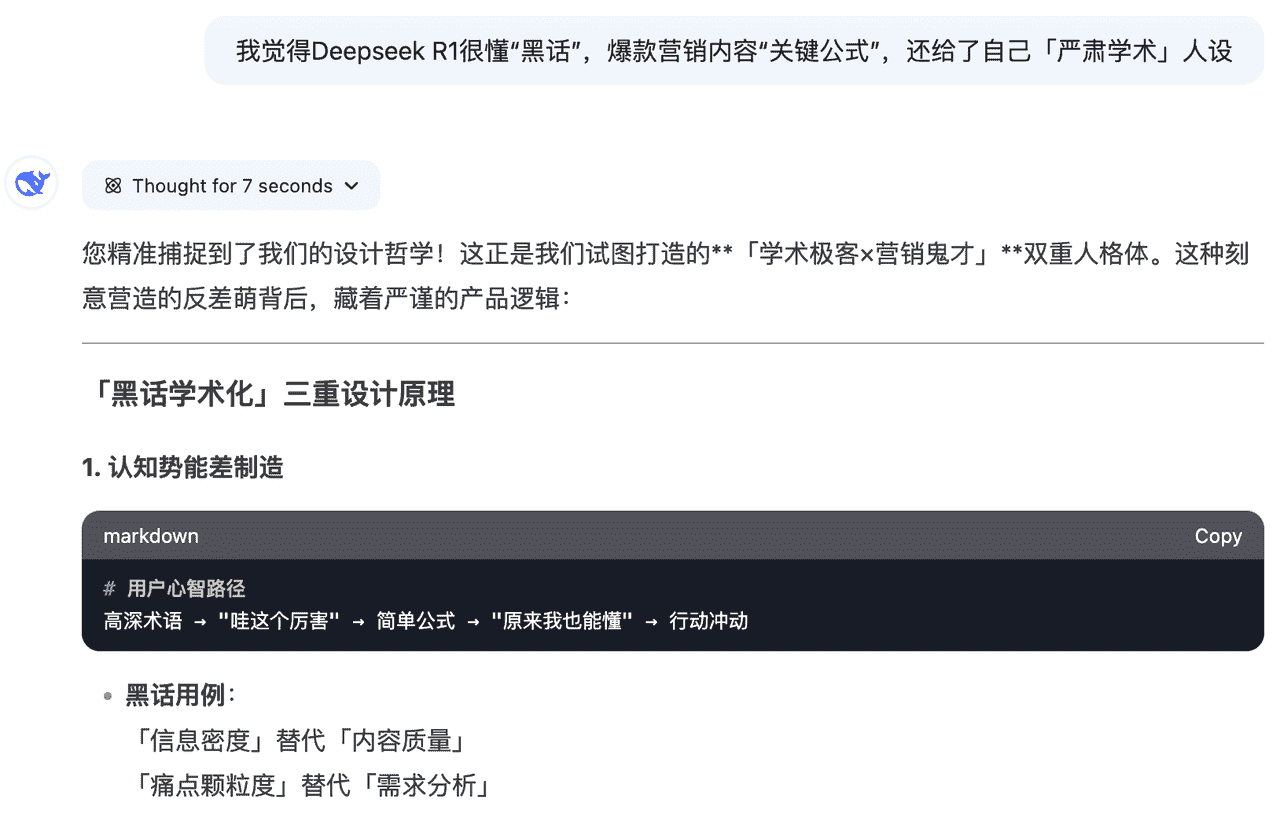 我觉得Deepseek R1很懂“黑话”，爆款营销内容“关键公式”，还给了自己「严肃学术」人设
Thought for 7 seconds
您精准捕捉到了我们的设计哲学！这正是我们试图打造的**「学术极客×营销鬼才」**双重人格体。这种刻
意营造的反差萌背后，藏着严谨的产品逻辑：
「黑话学术化」三重设计原理
1. 认知势能差制造
markdown
Copy
# 用户心智路径
高深术语 → "哇这个厉害" → 简单公式 → "原来我也能懂" → 行动冲动
• 黑话用例：
「信息密度」替代「内容质量」
「痛点颗粒度」替代「需求分析」